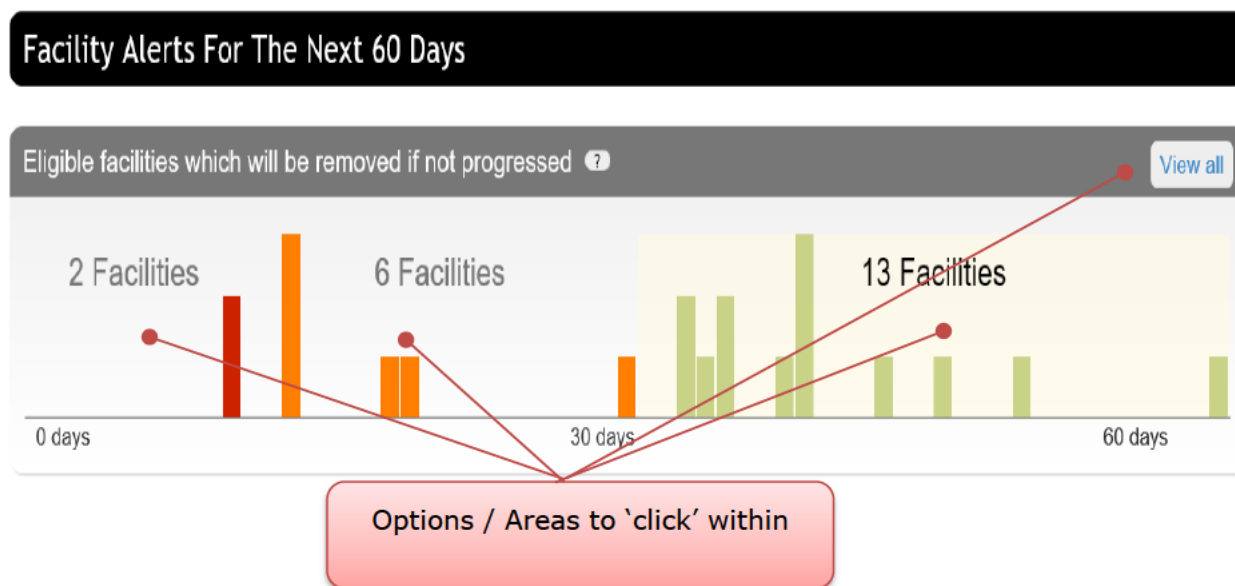 Facility Alerts For The Next 60 Days
Eligible facilities which will be removed if not progressed ?
View all
2 Facilities
6 Facilities
13 Facilities
0 days
30 days
60 days
Options / Areas to ‘click’ within